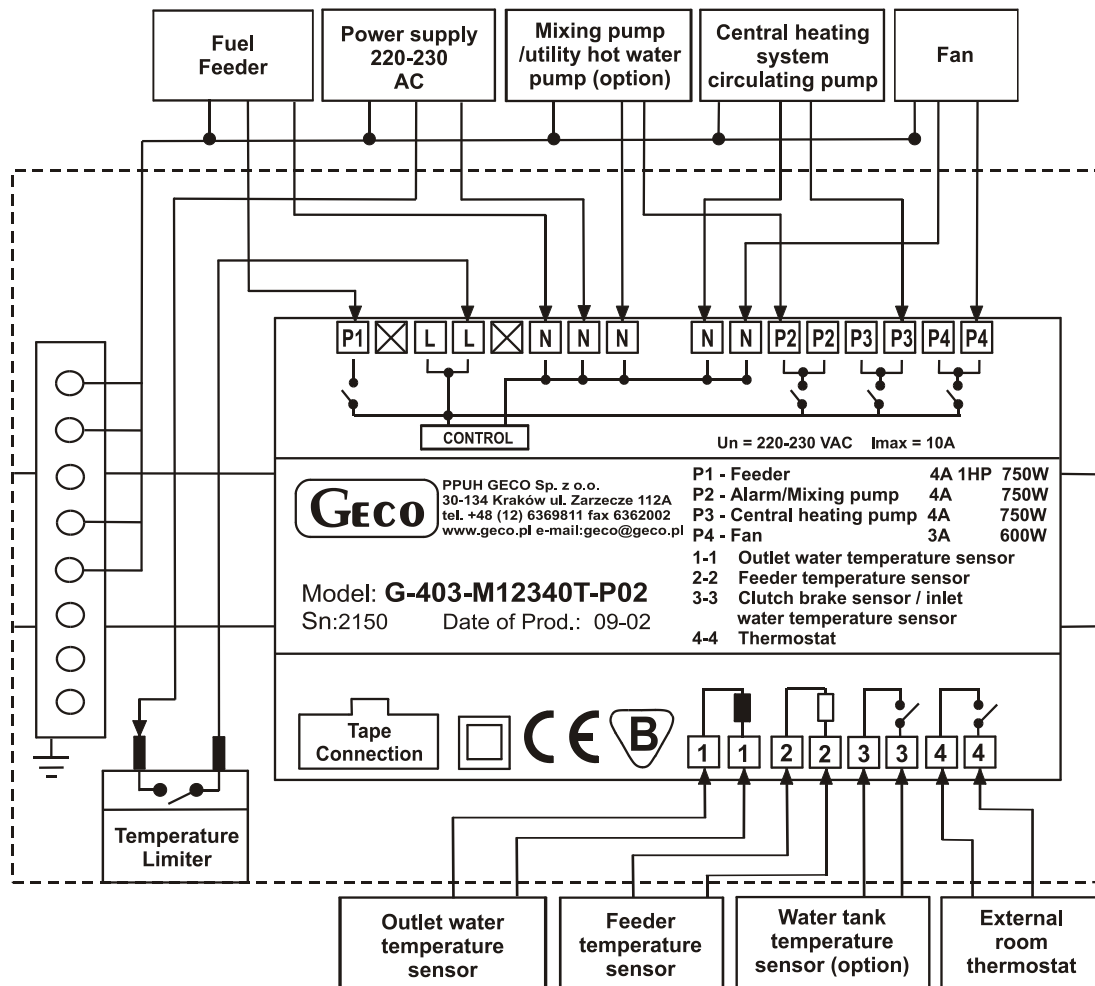 Fuel
Feeder
Power supply
220-230
AC
Mixing pump
/utility hot water
pump (option)
Central heating
system
circulating pump
Fan
P1
L
L
N
N
N
N
N
P2
P2
P3
P3
P4
P4
CONTROL
Un = 220-230 VAC Imax = 10A
GECO
PPUH GECO Sp. z o.o.
30-134 Kraków ul. Zarzecze 112A
tel. +48 (12) 6369811 fax 6362002
www.geco.pl e-mail:geco@geco.pl
Model: G-403-M12340T-P02
Sn:2150 Date of Prod.: 09-02
P1 - Feeder 4A 1HP 750W
P2 - Alarm/Mixing pump 4A 750W
P3 - Central heating pump 4A 750W
P4 - Fan 3A 600W
1-1 Outlet water temperature sensor
2-2 Feeder temperature sensor
3-3 Clutch brake sensor / inlet
water temperature sensor
4-4 Thermostat
Tape
Connection
CE
B
1
1
2
2
3
3
4
4
Temperature
Limiter
Outlet water
temperature
sensor
Feeder
temperature
sensor
Water tank
temperature
sensor (option)
External
room
thermostat